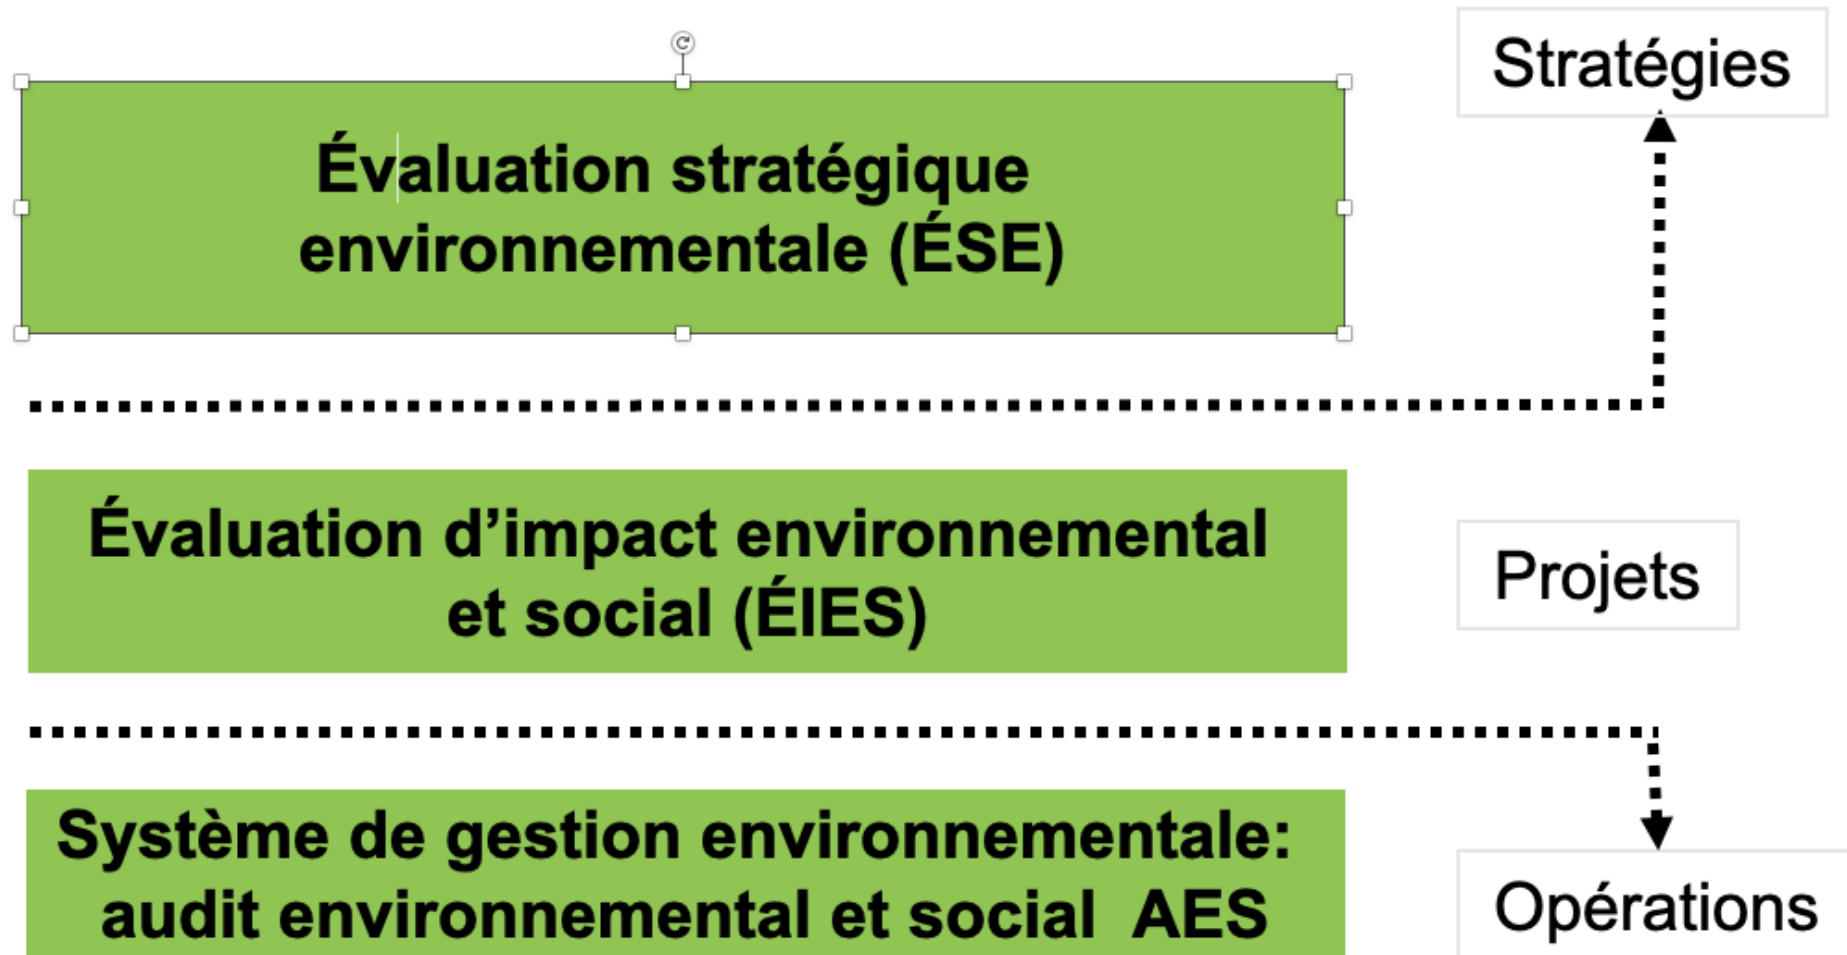 Stratégies
Évaluation stratégique
environnementale (ÉSE)
Évaluation d’impact environnemental
et social (ÉIES)
Projets
Système de gestion environnementale:
audit environnemental et social  AES
Opérations